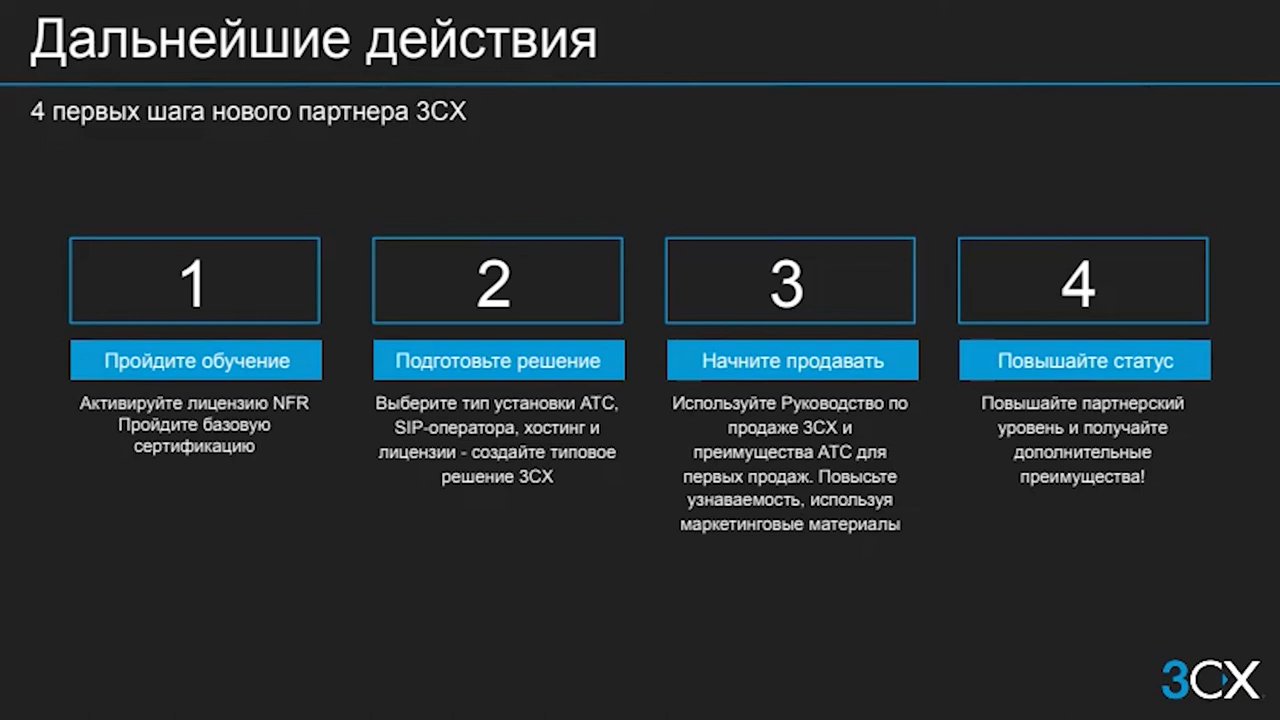 Дальнейшие действия
4 первых шага нового партнера 3CX
1
Пройдите обучение
Активируйте лицензию NFR
Пройдите базовую
сертификацию
2
Подготовьте решение
Выберите тип установки АТС,
SIP-оператора, хостинг и
лицензии - создайте типовое
решение 3CX
3
Начните продавать
Используйте Руководство по
продаже 3CX и
преимущества АТС для
первых продаж. Повысьте
узнаваемость, используя
маркетинговые материалы
4
Повышайте статус
Повышайте партнерский
уровень и получайте
дополнительные
преимущества!
3CX